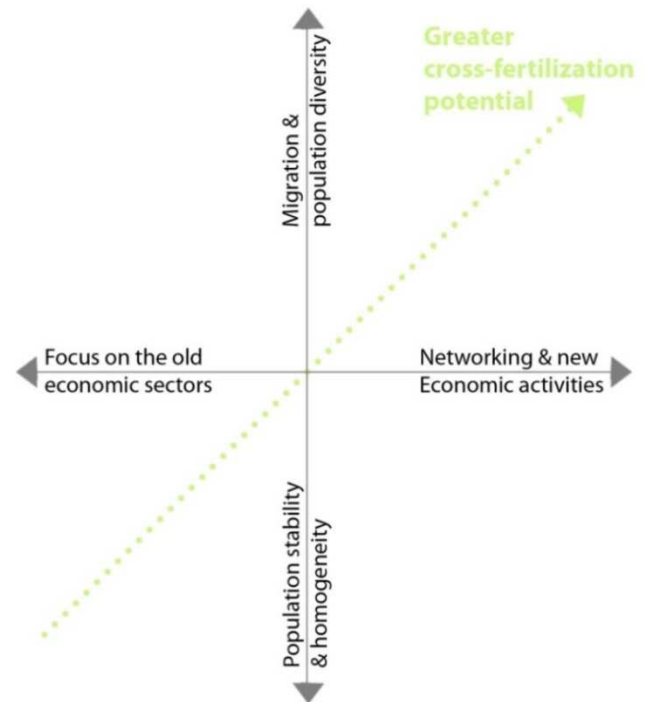 Greater
cross-fertilization
potential
Migration &
population diversity
Focus on the old
economic sectors
Networking & new
Economic activities
Population stability
& homogeneity